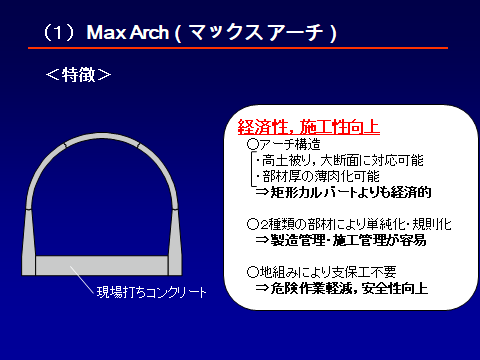 （１）Max Arch（マックスアーチ）
＜特徴＞
経済性，施工性向上
○アーチ構造
・高土被り，大断面に対応可能
・部材厚の薄肉化可能
⇒矩形カルバートよりも経済的
○２種類の部材により単純化・規則化
⇒製造管理・施工管理が容易
○地組みにより支保工不要
⇒危険作業軽減，安全性向上
現場打ちコンクリート